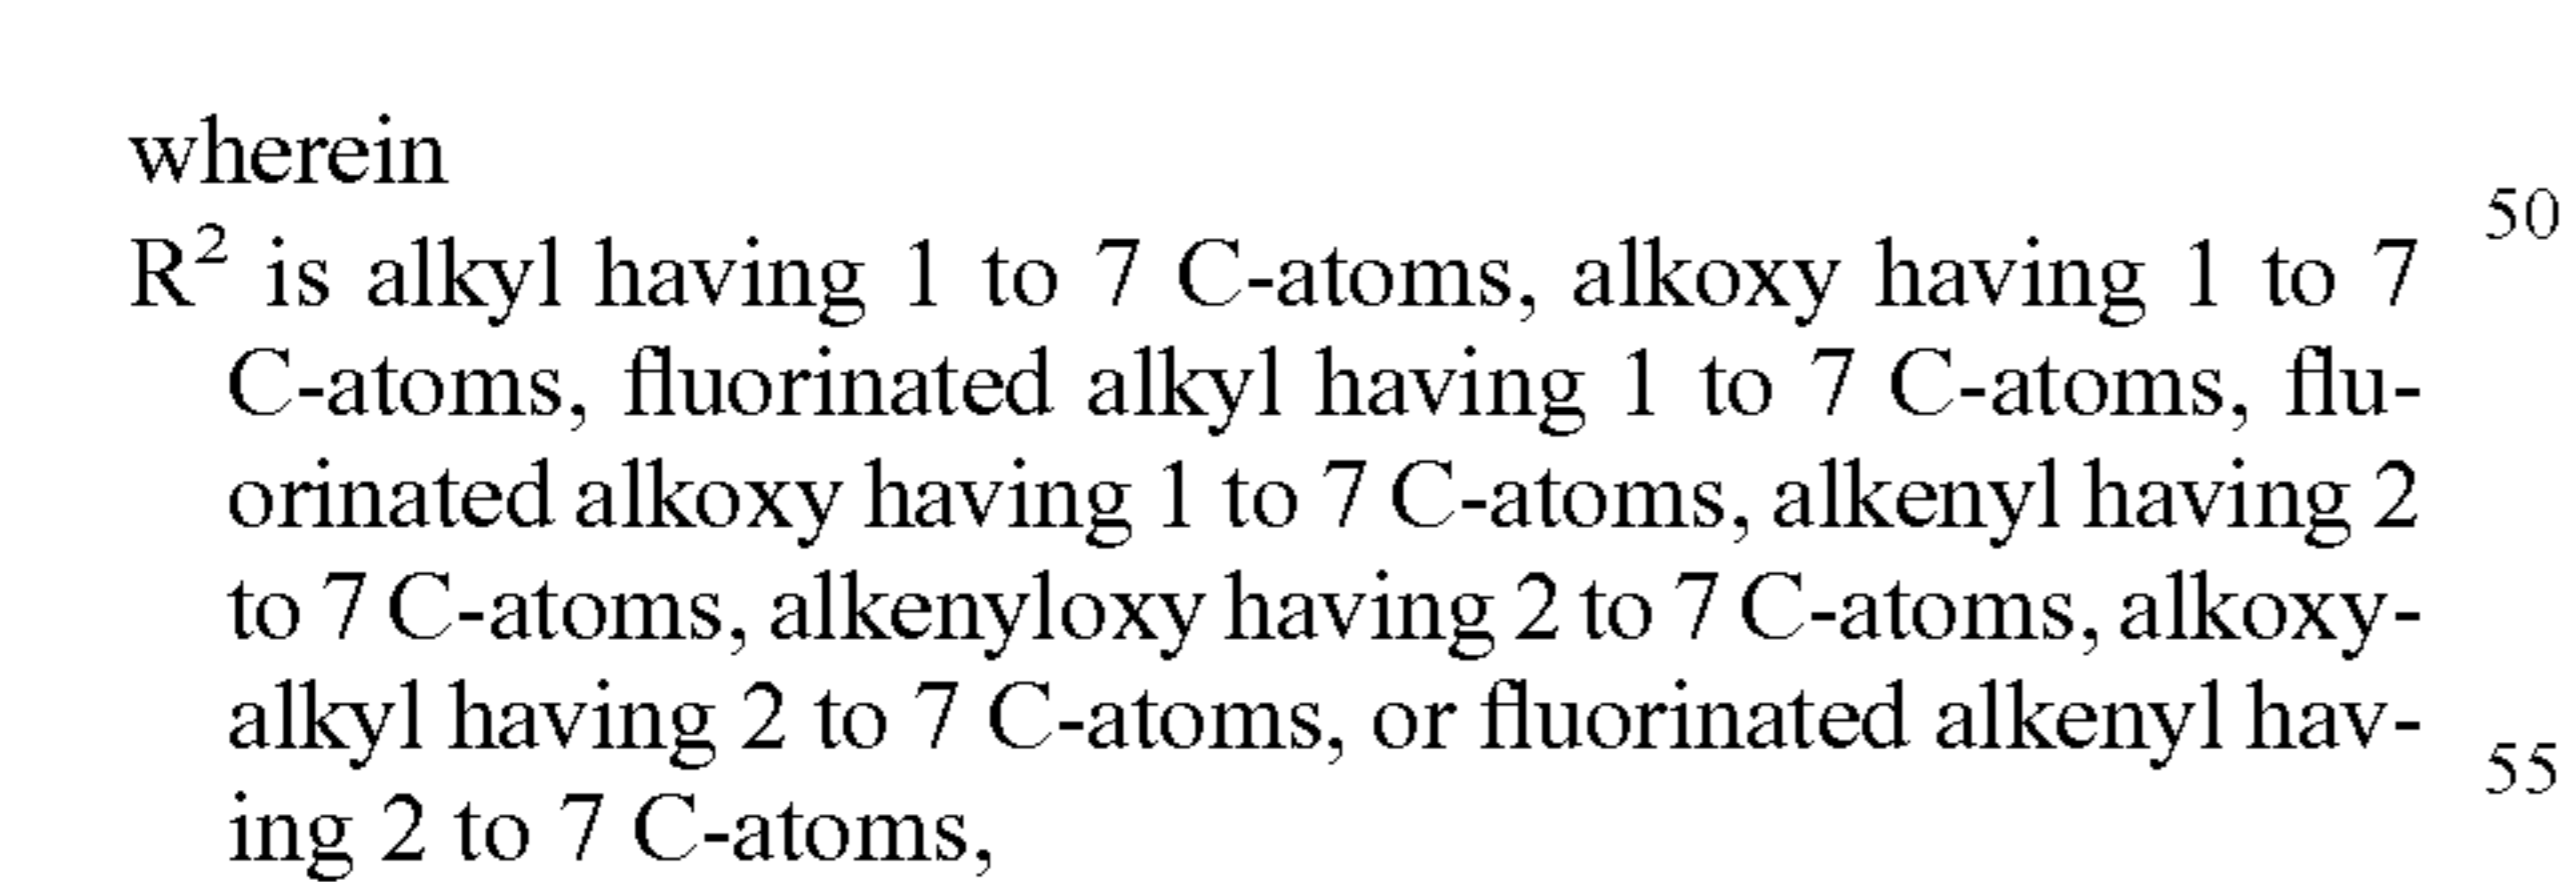 wherein
50
R² is alkyl having 1 to 7 C-atoms, alkoxy having 1 to 7
C-atoms, fluorinated alkyl having 1 to 7 C-atoms, flu-
orinated alkoxy having 1 to 7 C-atoms, alkenyl having 2
to 7 C-atoms, alkenyloxy having 2 to 7 C-atoms, alkoxy-
alkyl having 2 to 7 C-atoms, or fluorinated alkenyl hav-
55
ing 2 to 7 C-atoms,